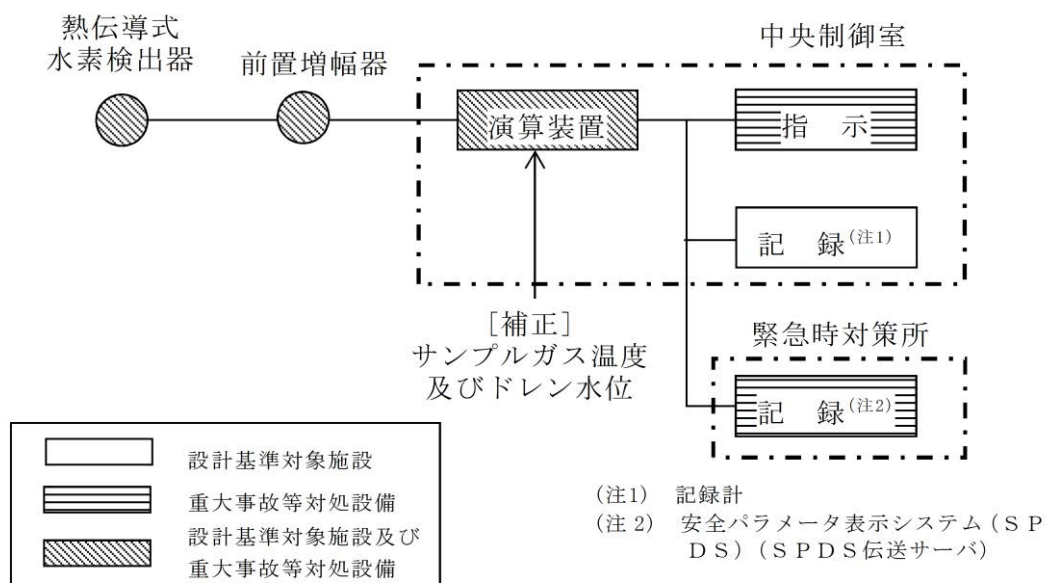 熱伝導式
水素検出器
前置増幅器
中央制御室
演算装置
指 示
記 録(注1)
[補正]
サンプルガス温度
及びドレン水位
緊急時対策所
記 録(注2)
設計基準対象施設
重大事故等対処設備
設計基準対象施設及び
重大事故等対処設備
(注1) 記録計
(注2) 安全パラメータ表示システム(SP
DS)(SPDS伝送サーバ)